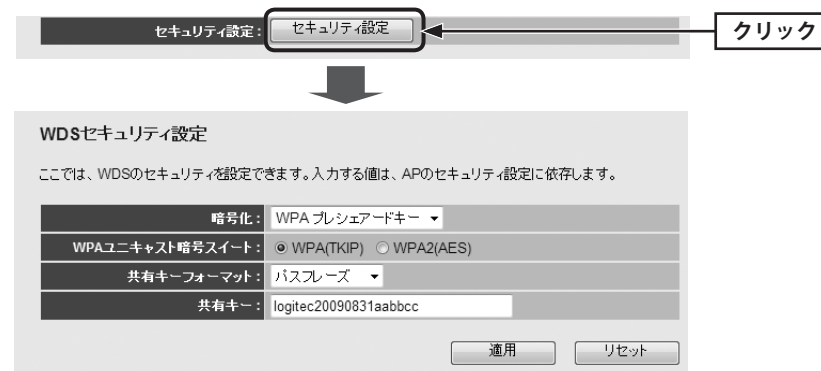 セキュリティ設定： セキュリティ設定 クリック
WDSセキュリティ設定
ここでは、WDSのセキュリティを設定できます。入力する値は、APのセキュリティ設定に依存します。
暗号化： WPA プレシェアードキー
WPAユニキャスト暗号スイート： WPA(TKIP) WPA2(AES)
共有キーフォーマット： パスフレーズ
共有キー： logitec20090831aabbcc
適用 リセット